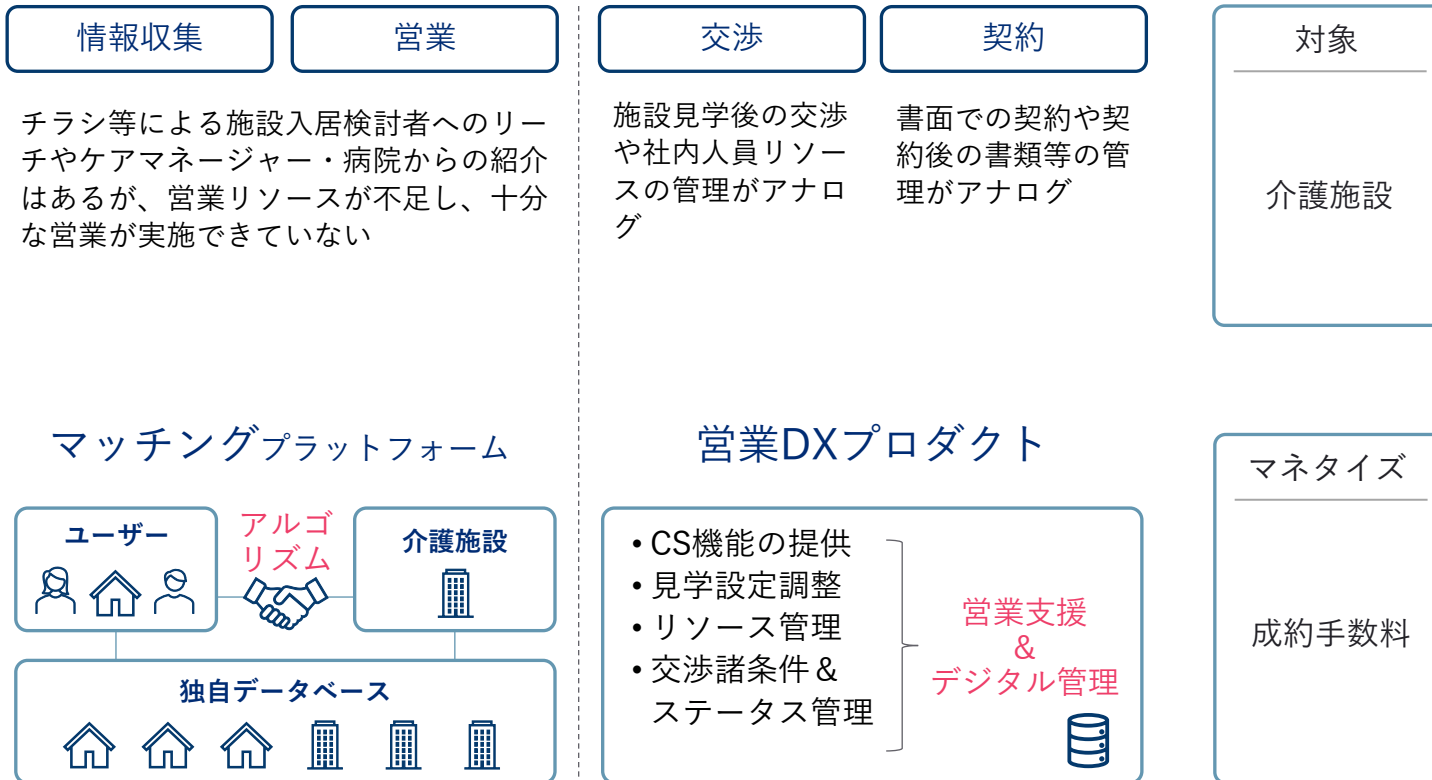 情報収集
営業
交渉
契約
対象
チラシ等による施設入居検討者へのリー
チやケアマネージャー・病院からの紹介
はあるが、営業リソースが不足し、十分
な営業が実施できていない
施設見学後の交渉
や社内人員リソー
スの管理がアナロ
グ
書面での契約や契
約後の書類等の管
理がアナログ
介護施設
マッチングプラットフォーム
営業DXプロダクト
マネタイズ
ユーザー
アルゴ
リズム
介護施設
独自データベース
• CS機能の提供
• 見学設定調整
• リソース管理
• 交渉諸条件＆
ステータス管理
営業支援
&
デジタル管理
成約手数料